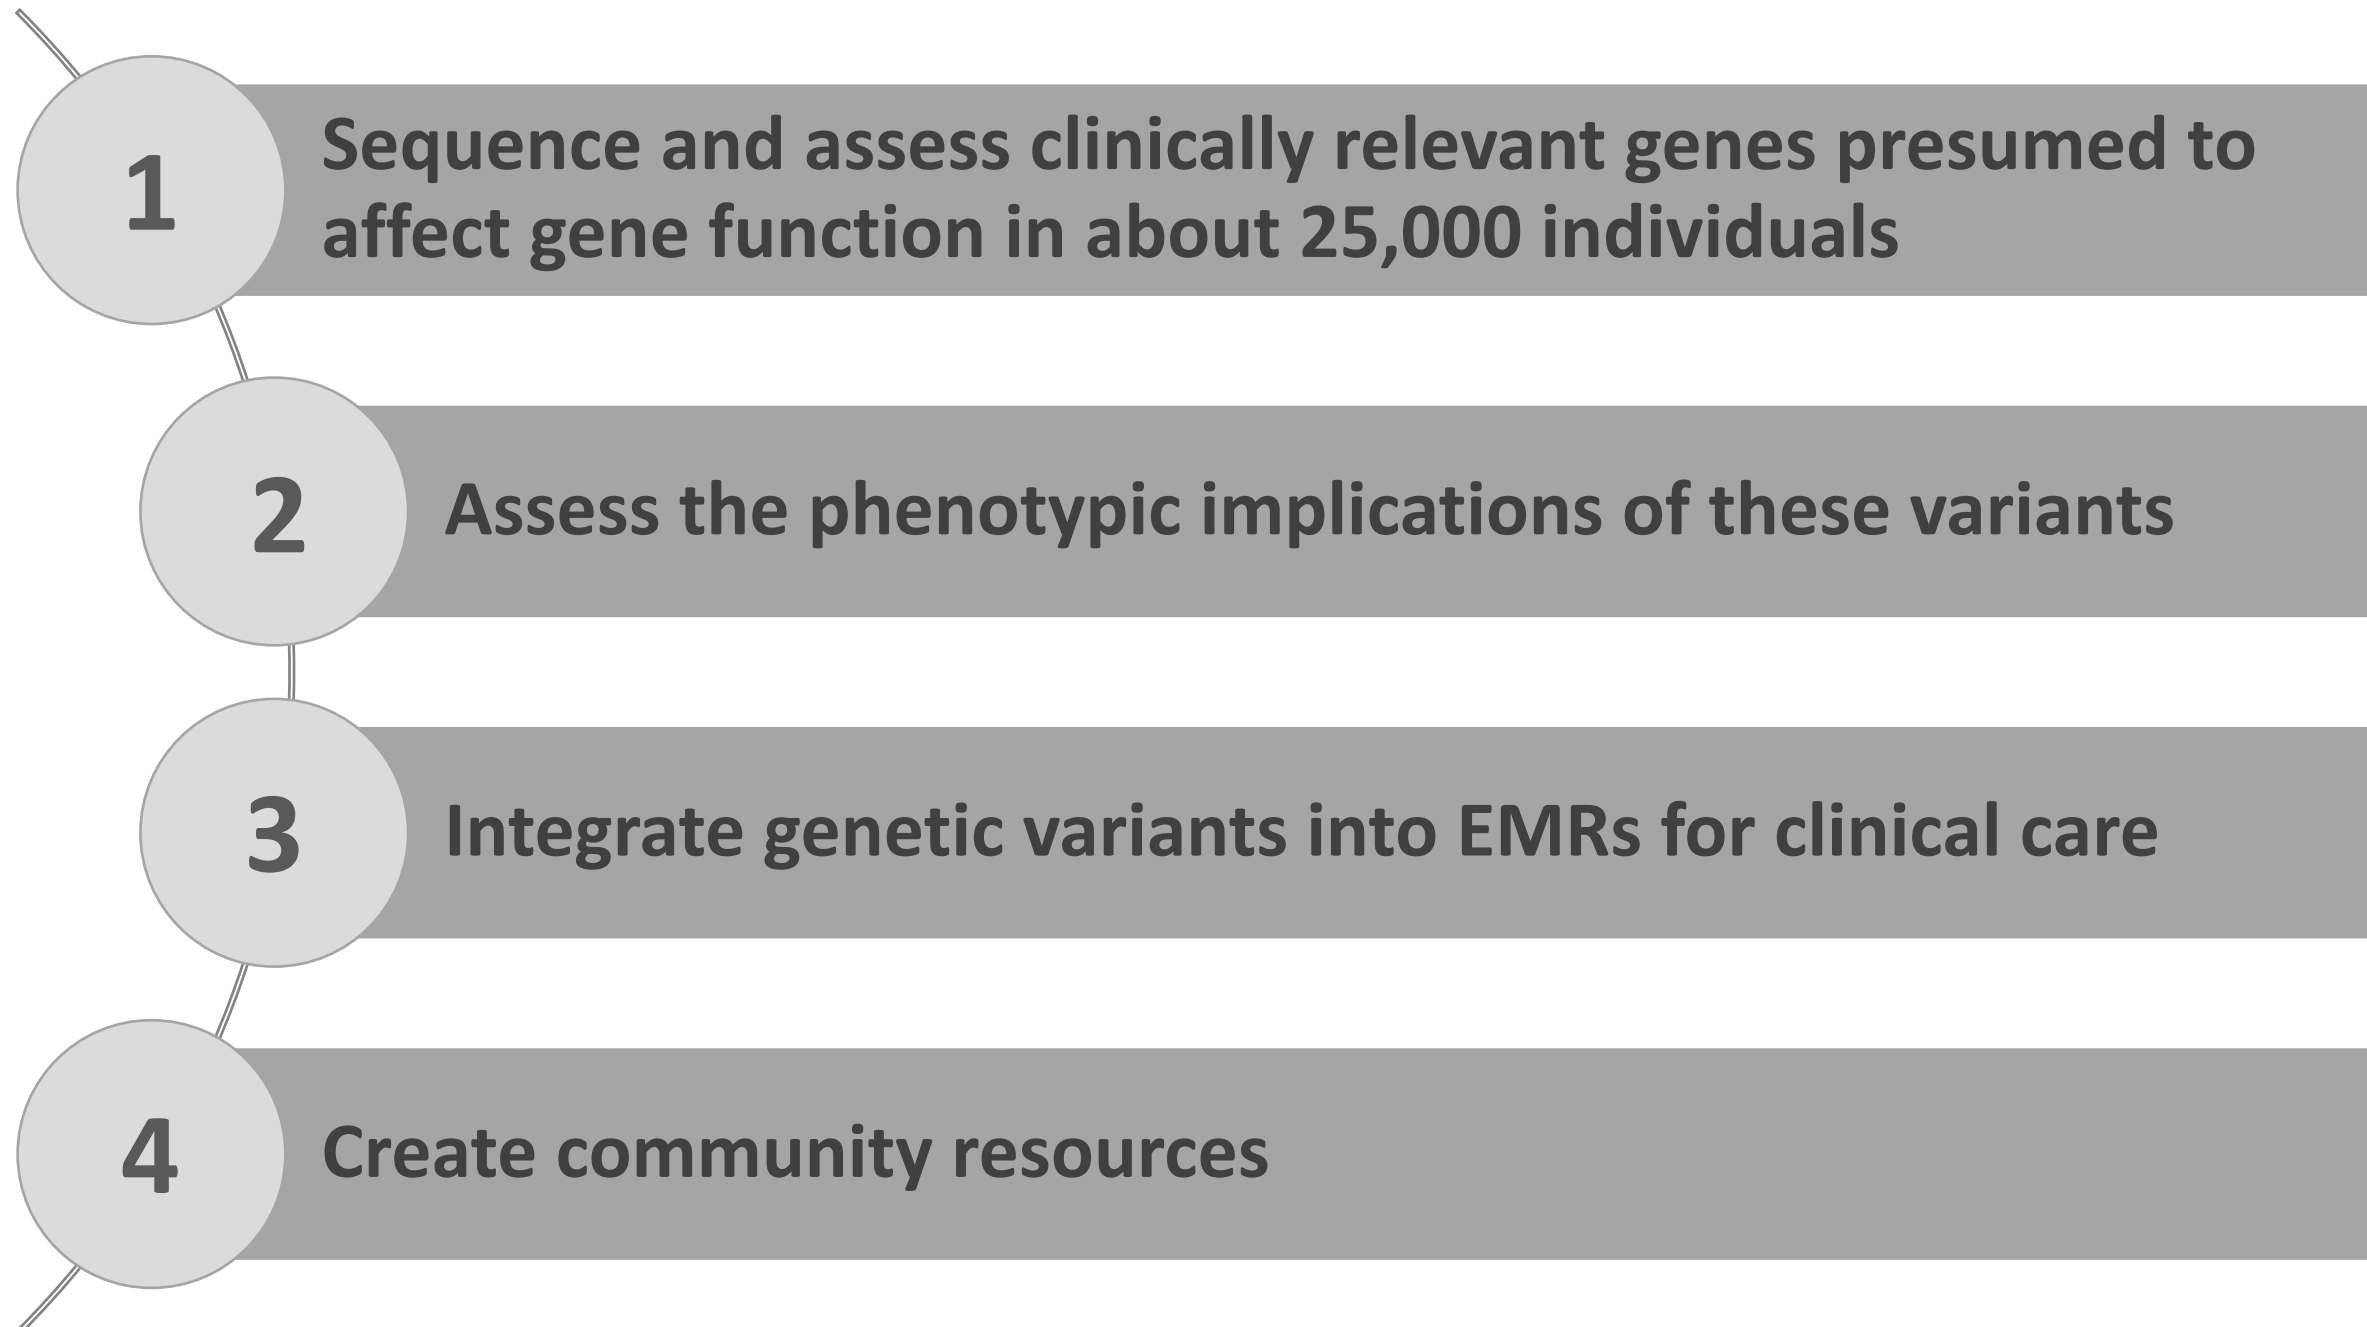 1
Sequence and assess clinically relevant genes presumed to
affect gene function in about 25,000 individuals
2
Assess the phenotypic implications of these variants
3
Integrate genetic variants into EMRs for clinical care
4
Create community resources